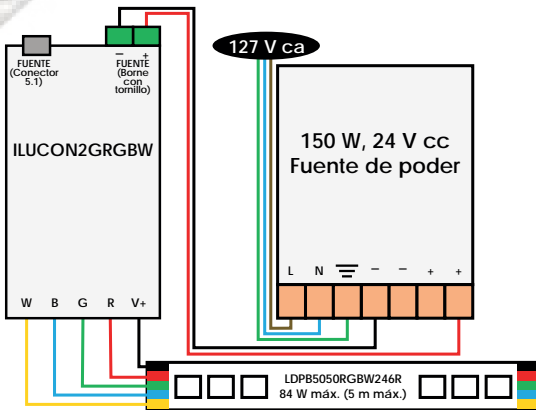 127 V ca
– +
FUENTE
(Conector
5.1)
FUENTE
(Borne
con
tornillo)
ILUCON2GRGBW
150 W, 24 V cc
Fuente de poder
L N – – + +
W B G R V+
LDPB5050RGBW246R
84 W máx. (5 m máx.)